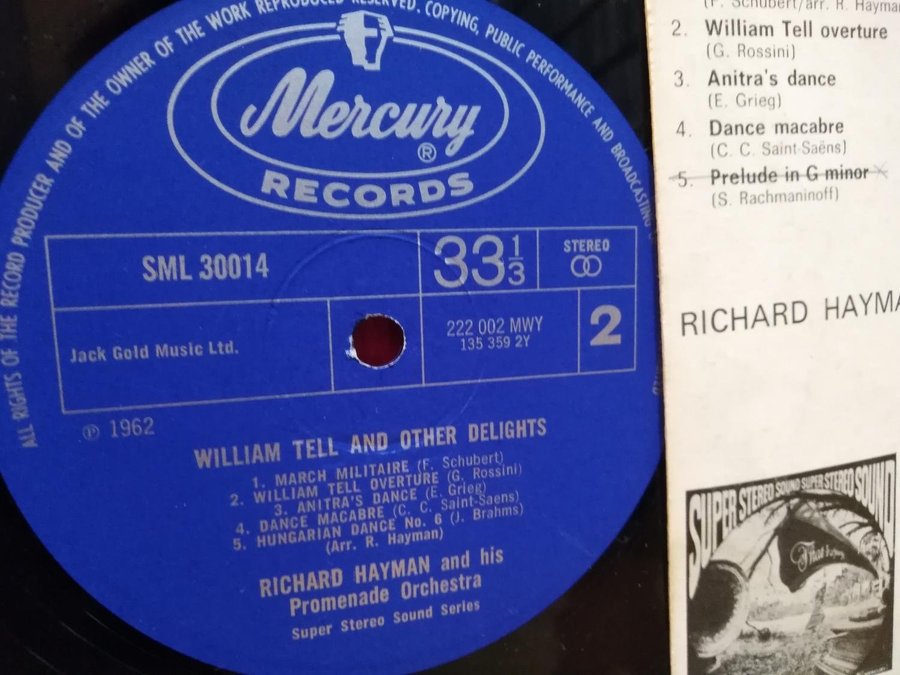 ALL RIGHTS OF THE RECORD PRODUCER AND OF THE OWNER OF THE WORK REPRODUCED RESERVED. COPYING, PUBLIC PERFORMANCE AND BROADCASTING
Mercury ®
RECORDS
SML 30014
33 1/3
STEREO
Jack Gold Music Ltd.
222 002 MWY
135 359 2Y
2
℗ 1962
WILLIAM TELL AND OTHER DELIGHTS
1. MARCH MILITAIRE (F. Schubert)
2. WILLIAM TELL OVERTURE (G. Rossini)
3. ANITRA'S DANCE (E. Grieg)
4. DANCE MACABRE (C. C. Saint-Saens)
5. HUNGARIAN DANCE No. 6 (J. Brahms)
(Arr. R. Hayman)
RICHARD HAYMAN and his
Promenade Orchestra
Super Stereo Sound Series
(F. Schubert/arr. R. Hayman
2. William Tell overture
(G. Rossini)
3. Anitra's dance
(E. Grieg)
4. Dance macabre
(C. C. Saint-Saëns)
5. Prelude in G minor
(S. Rachmaninoff)
RICHARD HAYMA
SUPER STEREO SOUND SUPER STEREO SOUND